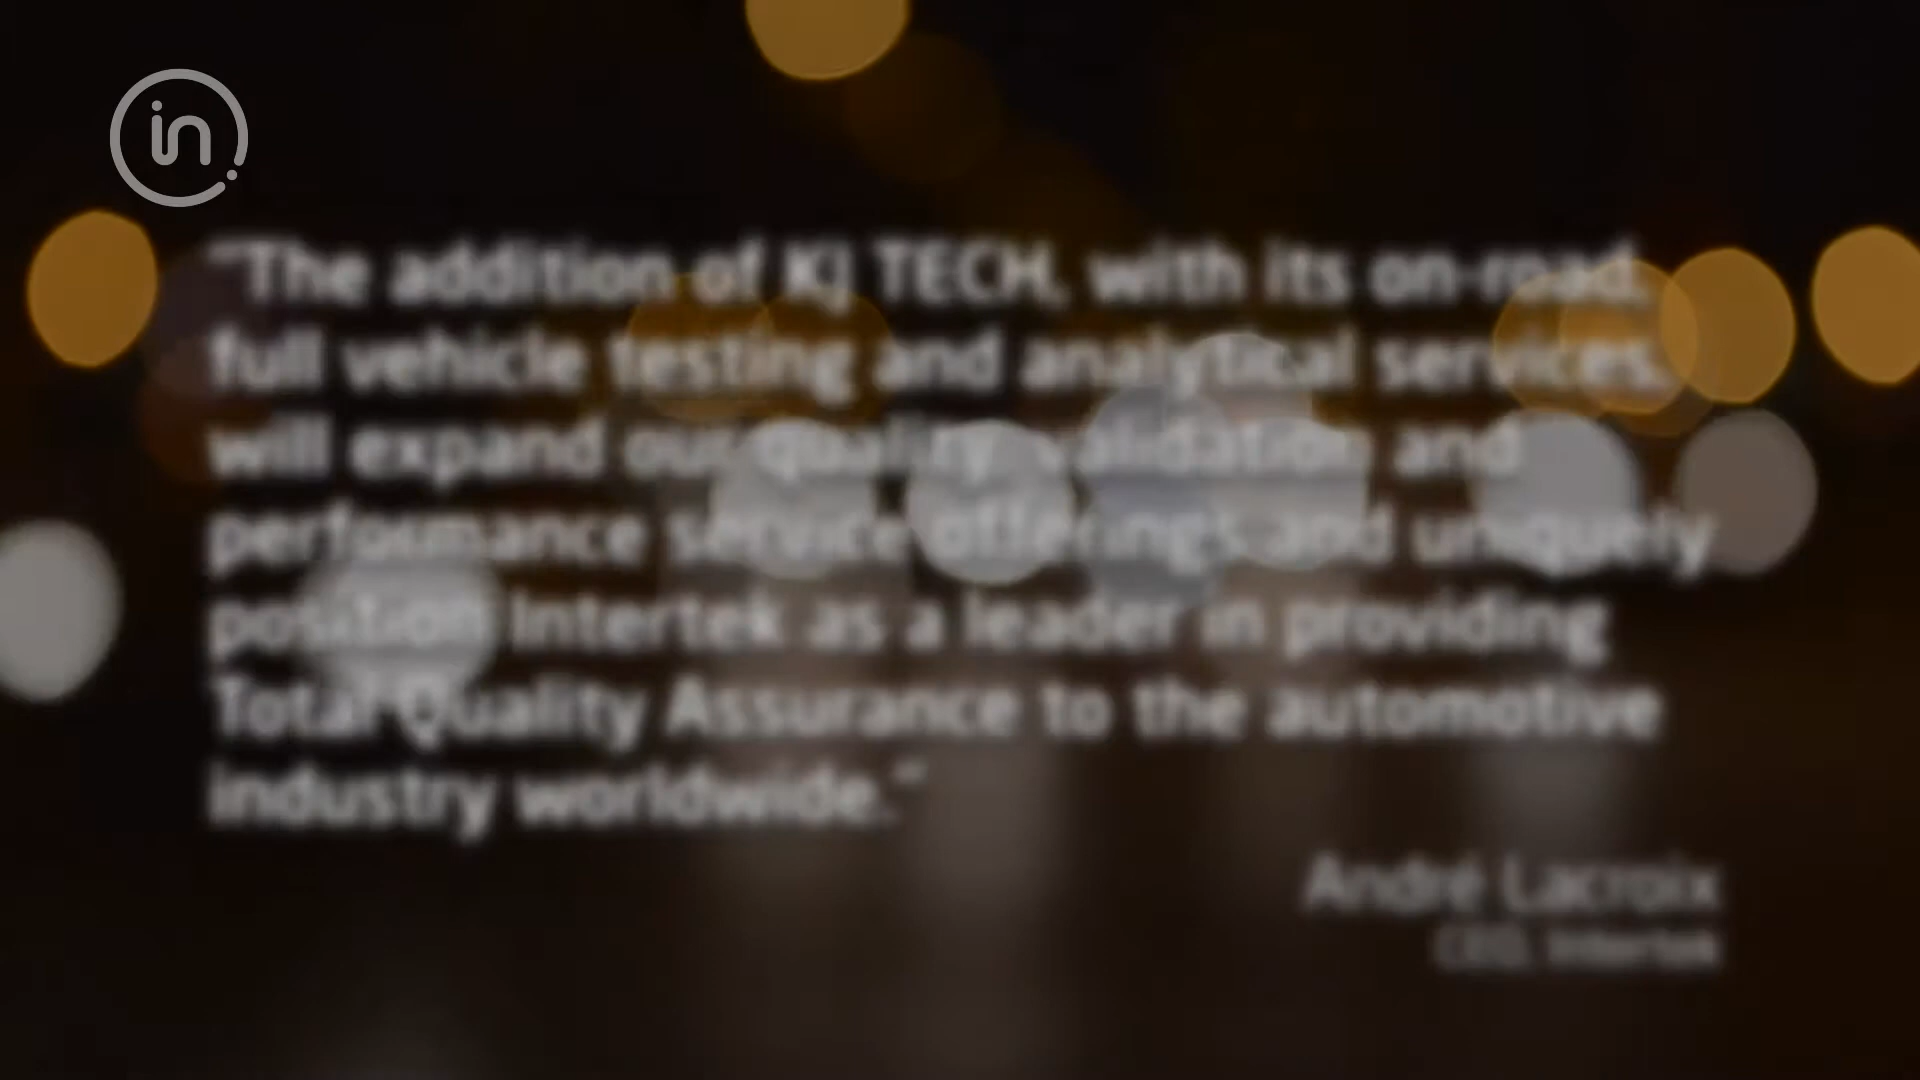 in
"The addition of KJ TECH, with its on-road,
full vehicle testing and analytical services,
will expand our quality, validation and
performance service offerings and uniquely
position Intertek as a leader in providing
Total Quality Assurance to the automotive
industry worldwide."
André Lacroix
CEO, Intertek